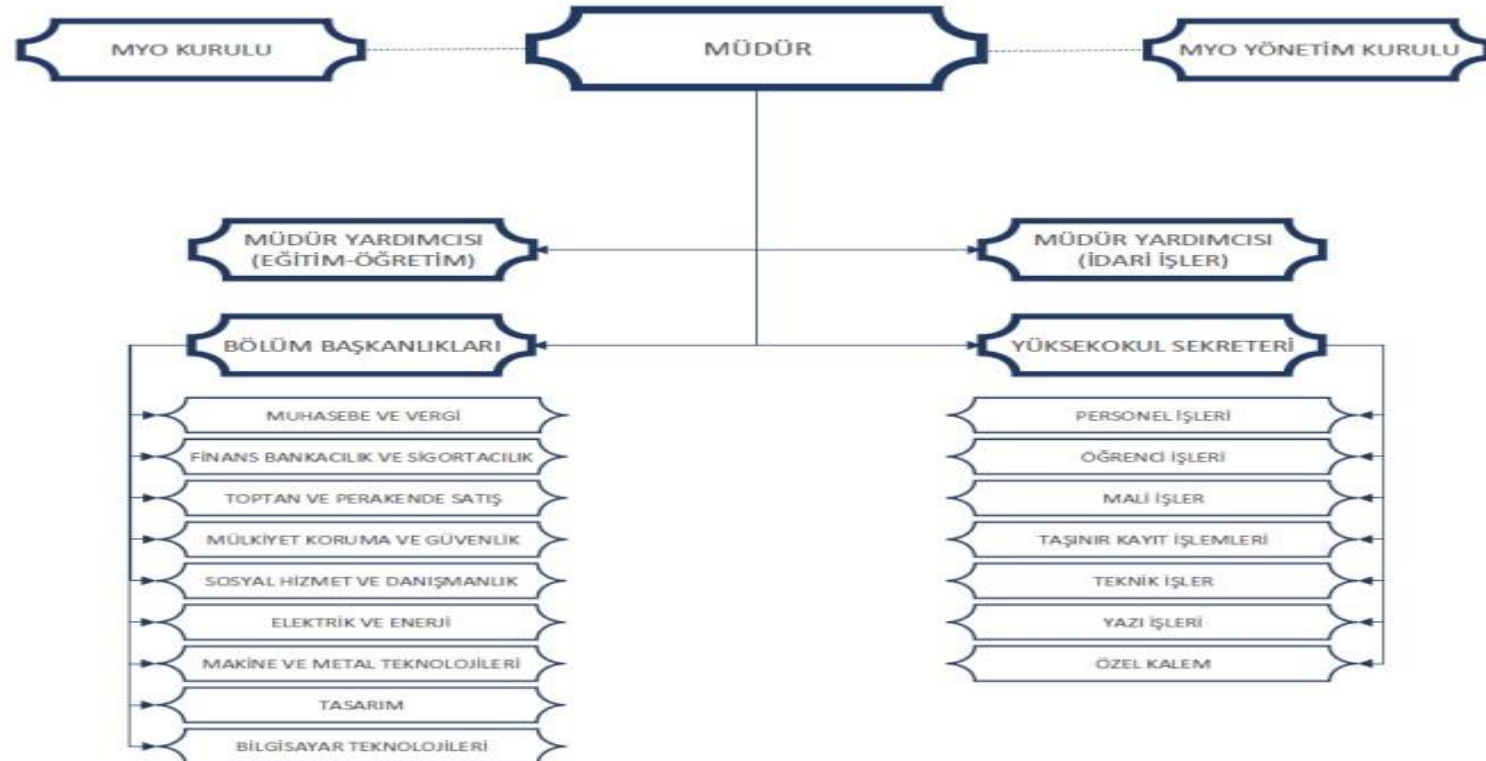 MYO KURULU
MÜDÜR
MYO YÖNETİM KURULU
MÜDÜR YARDIMCISI
(EĞİTİM-ÖĞRETİM)
MÜDÜR YARDIMCISI
(İDARİ İŞLER)
BÖLÜM BAŞKANLIKLARI
YÜKSEKOKUL SEKRETERİ
MUHASEBE VE VERGİ
FİNANS BANKACILIK VE SİGORTACILIK
TOPTAN VE PERAKENDE SATIŞ
MÜLKİYET KORUMA VE GÜVENLİK
SOSYAL HİZMET VE DANIŞMANLIK
ELEKTRİK VE ENERJİ
MAKİNE VE METAL TEKNOLOJİLERİ
TASARIM
BİLGİSAYAR TEKNOLOJİLERİ
PERSONEL İŞLERİ
ÖĞRENCİ İŞLERİ
MALİ İŞLER
TAŞINIR KAYIT İŞLEMLERİ
TEKNİK İŞLER
YAZI İŞLERİ
ÖZEL KALEM